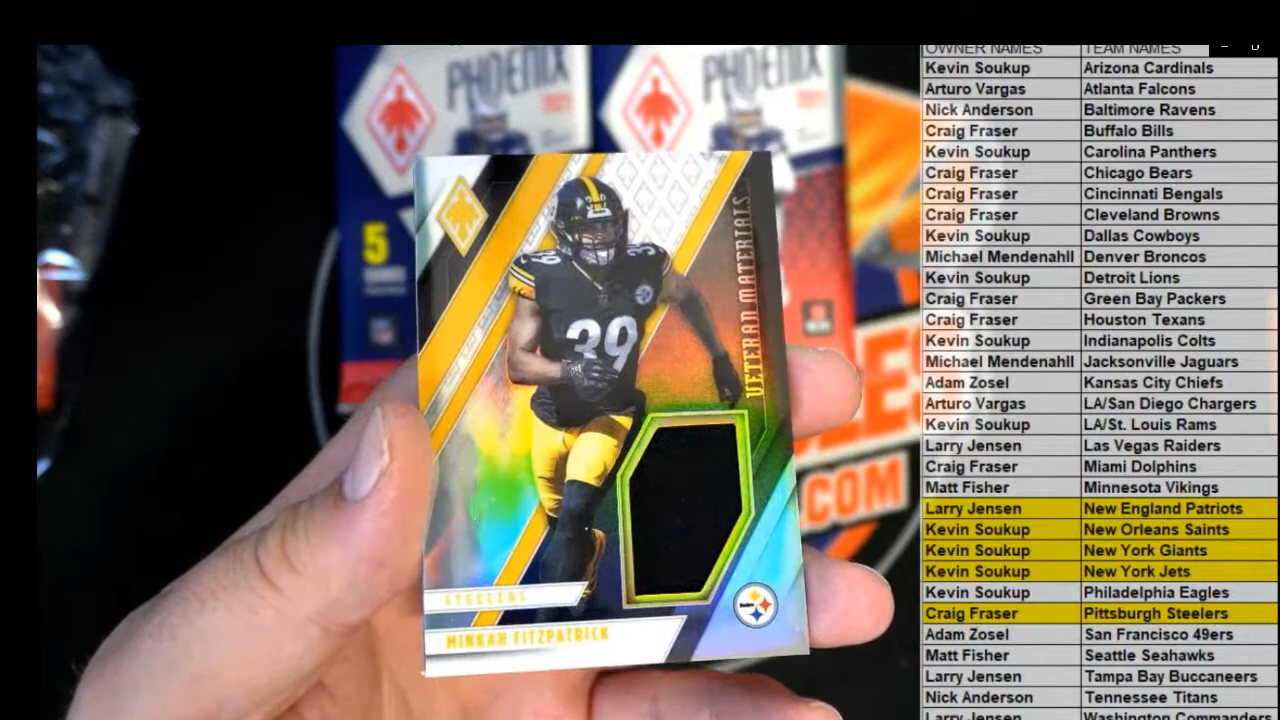 PHOENIX
PHOENIX
5
VETERAN MATERIALS
39
39
STEELERS
MINKAH FITZPATRICK
.COM
OWNER NAMES TEAM NAMES
Kevin Soukup Arizona Cardinals
Arturo Vargas Atlanta Falcons
Nick Anderson Baltimore Ravens
Craig Fraser Buffalo Bills
Kevin Soukup Carolina Panthers
Craig Fraser Chicago Bears
Craig Fraser Cincinnati Bengals
Craig Fraser Cleveland Browns
Kevin Soukup Dallas Cowboys
Michael Mendenahll Denver Broncos
Kevin Soukup Detroit Lions
Craig Fraser Green Bay Packers
Craig Fraser Houston Texans
Kevin Soukup Indianapolis Colts
Michael Mendenahll Jacksonville Jaguars
Adam Zosel Kansas City Chiefs
Arturo Vargas LA/San Diego Chargers
Kevin Soukup LA/St. Louis Rams
Larry Jensen Las Vegas Raiders
Craig Fraser Miami Dolphins
Matt Fisher Minnesota Vikings
Larry Jensen New England Patriots
Kevin Soukup New Orleans Saints
Kevin Soukup New York Giants
Kevin Soukup New York Jets
Kevin Soukup Philadelphia Eagles
Craig Fraser Pittsburgh Steelers
Adam Zosel San Francisco 49ers
Matt Fisher Seattle Seahawks
Larry Jensen Tampa Bay Buccaneers
Nick Anderson Tennessee Titans
Larry Jensen Washington Commanders